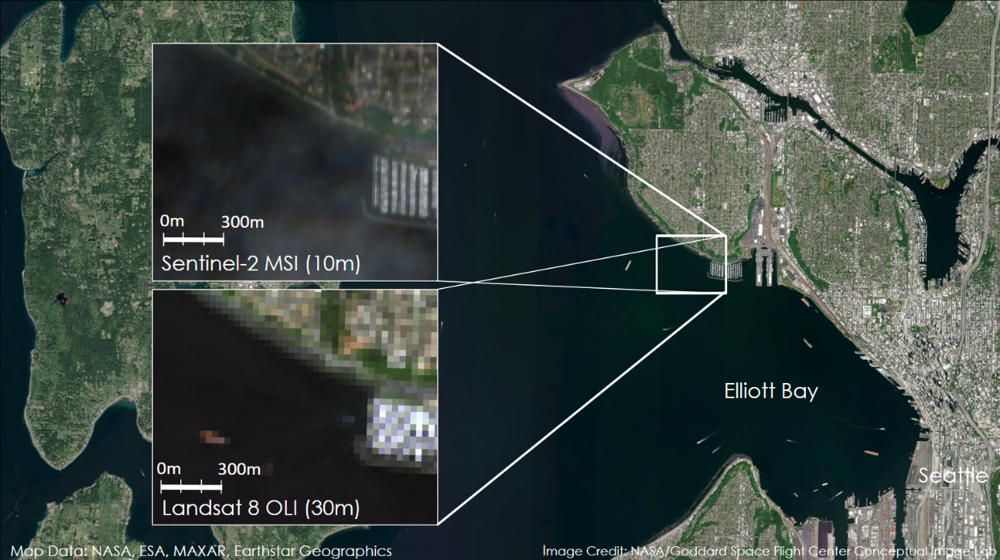 0m 300m
Sentinel-2 MSI (10m)
0m 300m
Landsat 8 OLI (30m)
Elliott Bay
Seattle
Map Data: NASA, ESA, MAXAR, Earthstar Geographics
Image Credit: NASA/Goddard Space Flight Center Conceptual Image Lab